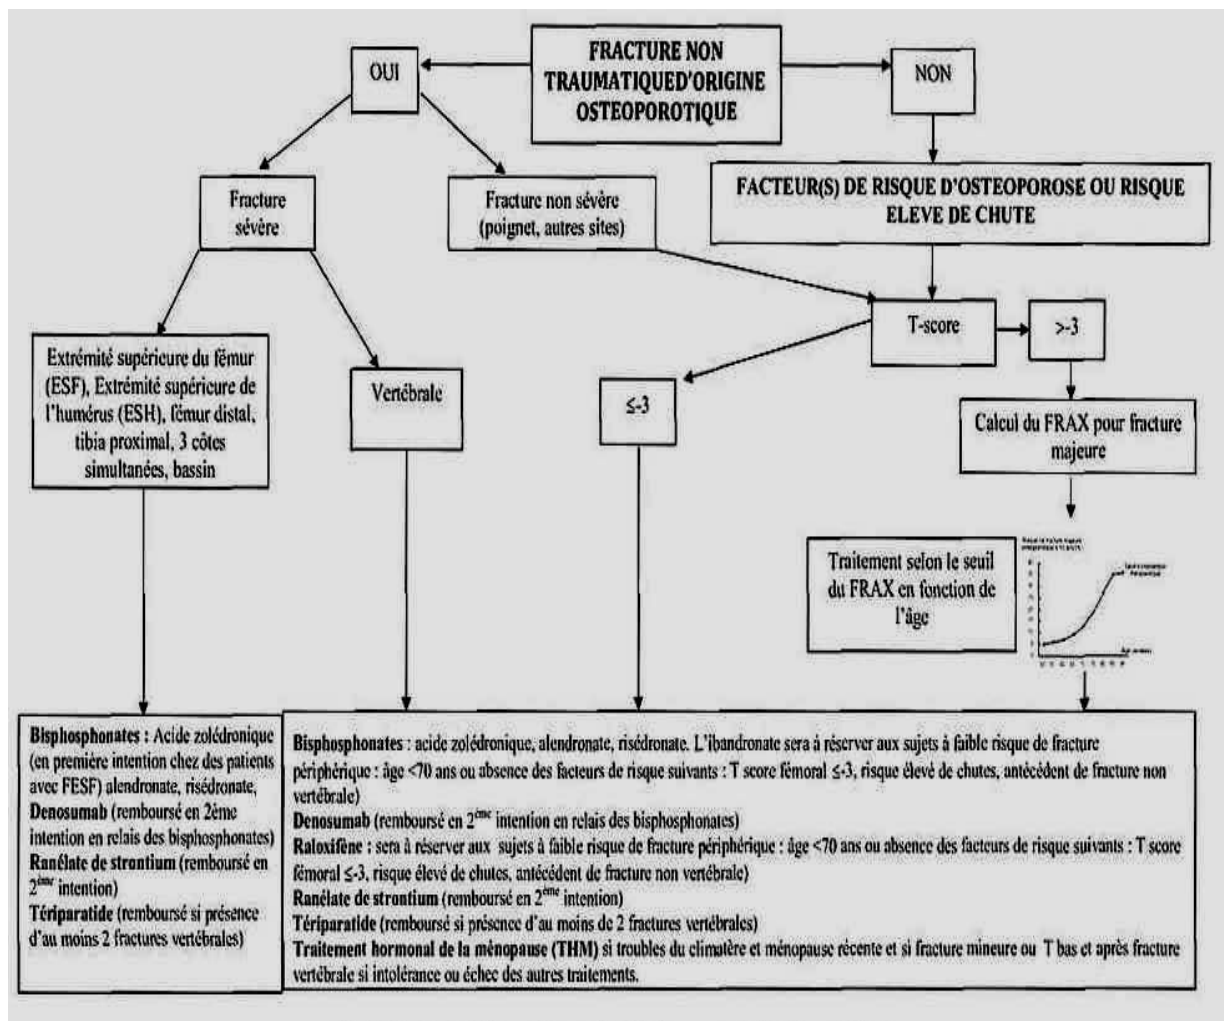 FRACTURE NON
TRAUMATIQUED'ORIGINE
OSTEOPOROTIQUE
OUI
NON
Fracture
sévère
Fracture non sévère
(poignet, autres sites)
FACTEUR(S) DE RISQUE D'OSTEOPOROSE OU RISQUE
ELEVE DE CHUTE
T-score
>-3
≤-3
Extrémité supérieure du fémur
(ESF), Extrémité supérieure de
l'humérus (ESH), fémur distal,
tibia proximal, 3 côtes
simultanées, bassin
Vertébrale
Calcul du FRAX pour fracture
majeure
Traitement selon le seuil
du FRAX en fonction de
l'âge
Bisphosphonates : Acide zolédronique
(en première intention chez des patients
avec FESF) alendronate, risédronate,
Denosumab (remboursé en 2ème
intention en relais des bisphosphonates)
Ranélate de strontium (remboursé en
2ème intention)
Tériparatide (remboursé si présence
d'au moins 2 fractures vertébrales)
Bisphosphonates : acide zolédronique, alendronate, risédronate. L'ibandronate sera à réserver aux sujets à faible risque de fracture
périphérique : âge <70 ans ou absence des facteurs de risque suivants : T score fémoral ≤-3, risque élevé de chutes, antécédent de fracture non
vertébrale)
Denosumab (remboursé en 2ème intention en relais des bisphosphonates)
Raloxifène : sera à réserver aux sujets à faible risque de fracture périphérique : âge <70 ans ou absence des facteurs de risque suivants : T score
fémoral ≤-3, risque élevé de chutes, antécédent de fracture non vertébrale)
Ranélate de strontium (remboursé en 2ème intention)
Tériparatide (remboursé si présence d'au moins de 2 fractures vertébrales)
Traitement hormonal de la ménopause (THM) si troubles du climatère et ménopause récente et si fracture mineure ou T bas et après fracture
vertébrale si intolérance ou échec des autres traitements.